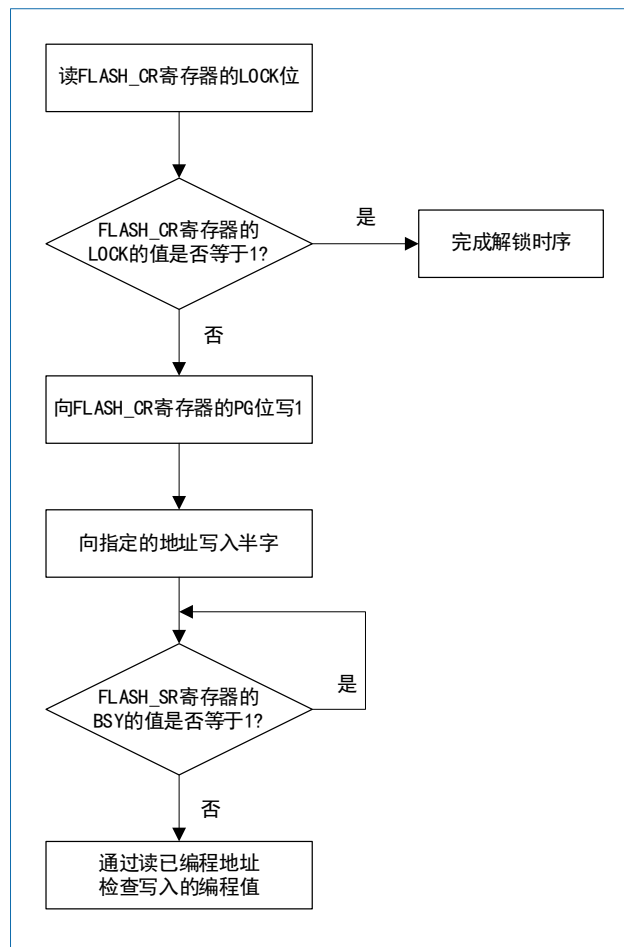 读FLASH_CR寄存器的LOCK位
FLASH_CR寄存器的
LOCK的值是否等于1?
是
完成解锁时序
否
向FLASH_CR寄存器的PG位写1
向指定的地址写入半字
FLASH_SR寄存器的
BSY的值是否等于1?
是
否
通过读已编程地址
检查写入的编程值